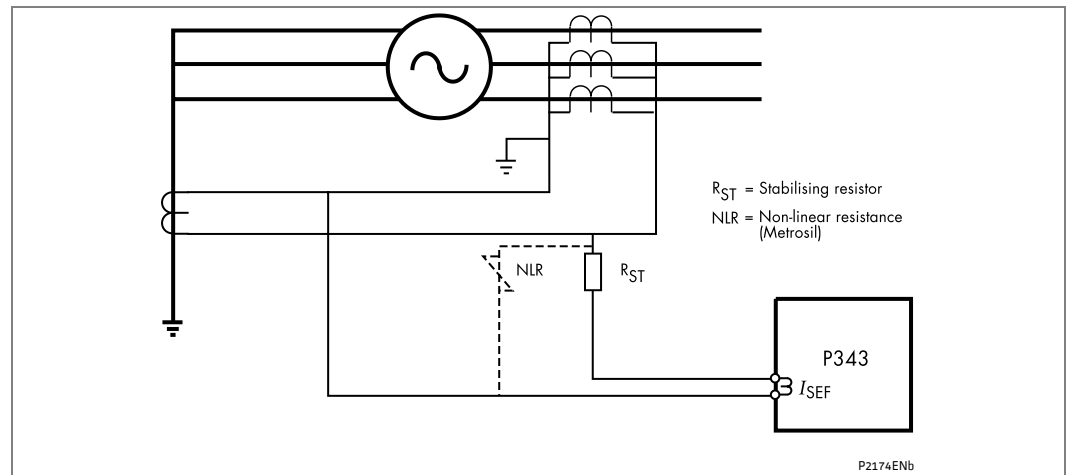 R_ST = Stabilising resistor
NLR = Non-linear resistance
(Metrosil)
NLR
R_ST
P343
I_SEF
P2174ENb